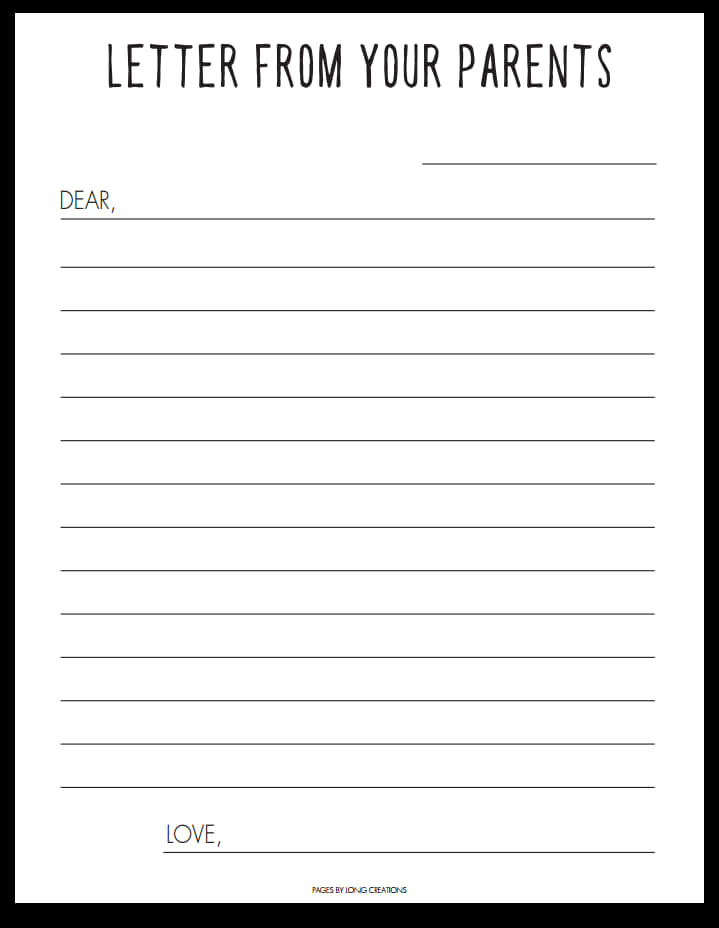 LETTER FROM YOUR PARENTS
DEAR,
LOVE,
PAGES BY LONG CREATIONS